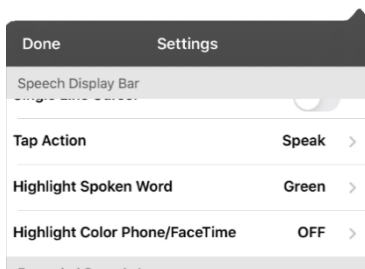 Done Settings
Speech Display Bar
Tap Action Speak
Highlight Spoken Word Green
Highlight Color Phone/FaceTime OFF